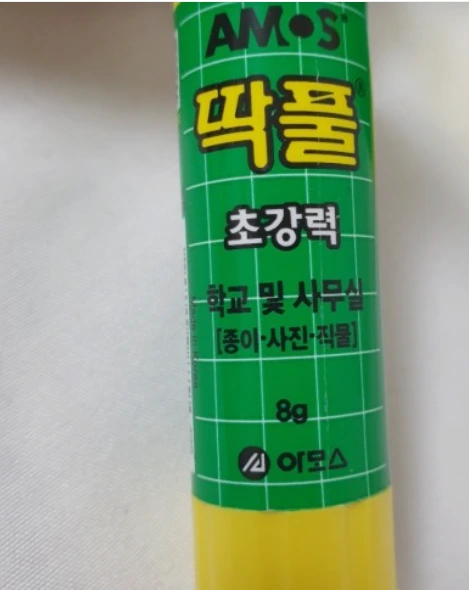 AMOS
딱풀®
초강력
학교 및 사무실
[종이·사진·직물]
8g
아모스